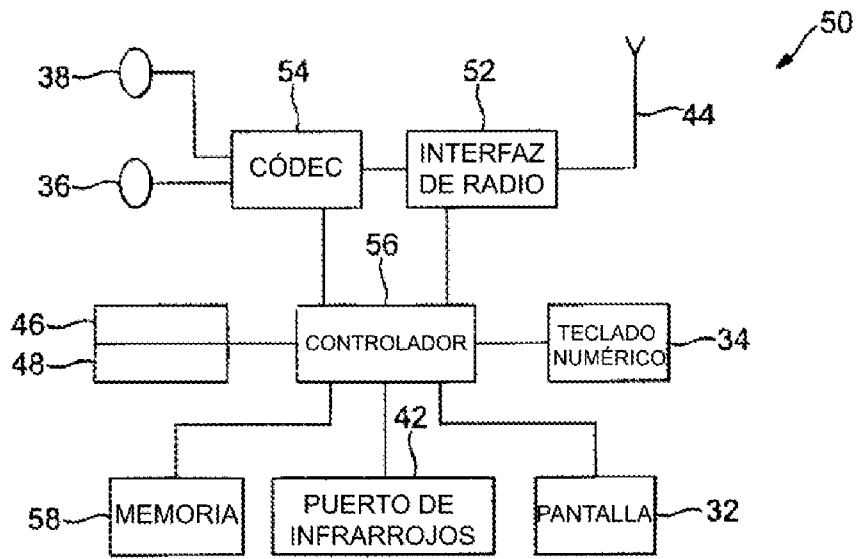 50
38
54
52
44
CÓDEC
INTERFAZ
DE RADIO
36
56
46
48
CONTROLADOR
TECLADO
NUMÉRICO
34
42
58
MEMORIA
PUERTO DE
INFRARROJOS
PANTALLA
32